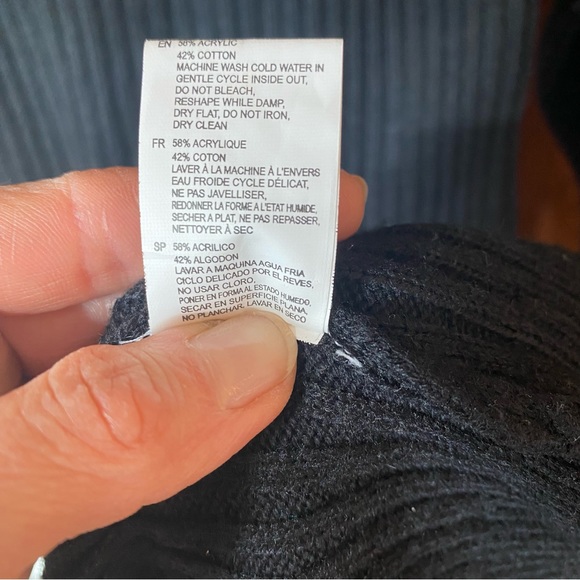 EN 58% ACRYLIC
42% COTTON
MACHINE WASH COLD WATER IN
GENTLE CYCLE INSIDE OUT,
DO NOT BLEACH,
RESHAPE WHILE DAMP,
DRY FLAT, DO NOT IRON,
DRY CLEAN
FR 58% ACRYLIQUE
42% COTON
LAVER À LA MACHINE À L'ENVERS
EAU FROIDE CYCLE DÉLICAT,
NE PAS JAVELLISER,
REDONNER LA FORME A L'ETAT HUMIDE,
SECHER A PLAT, NE PAS REPASSER,
NETTOYER À SEC
SP 58% ACRILICO
42% ALGODON
LAVAR A MAQUINA AGUA FRIA
CICLO DELICADO POR EL REVES,
NO USAR CLORO,
PONER EN FORMA AL ESTADO HUMEDO,
SECAR EN SUPERFICIE PLANA,
NO PLANCHAR, LAVAR EN SECO